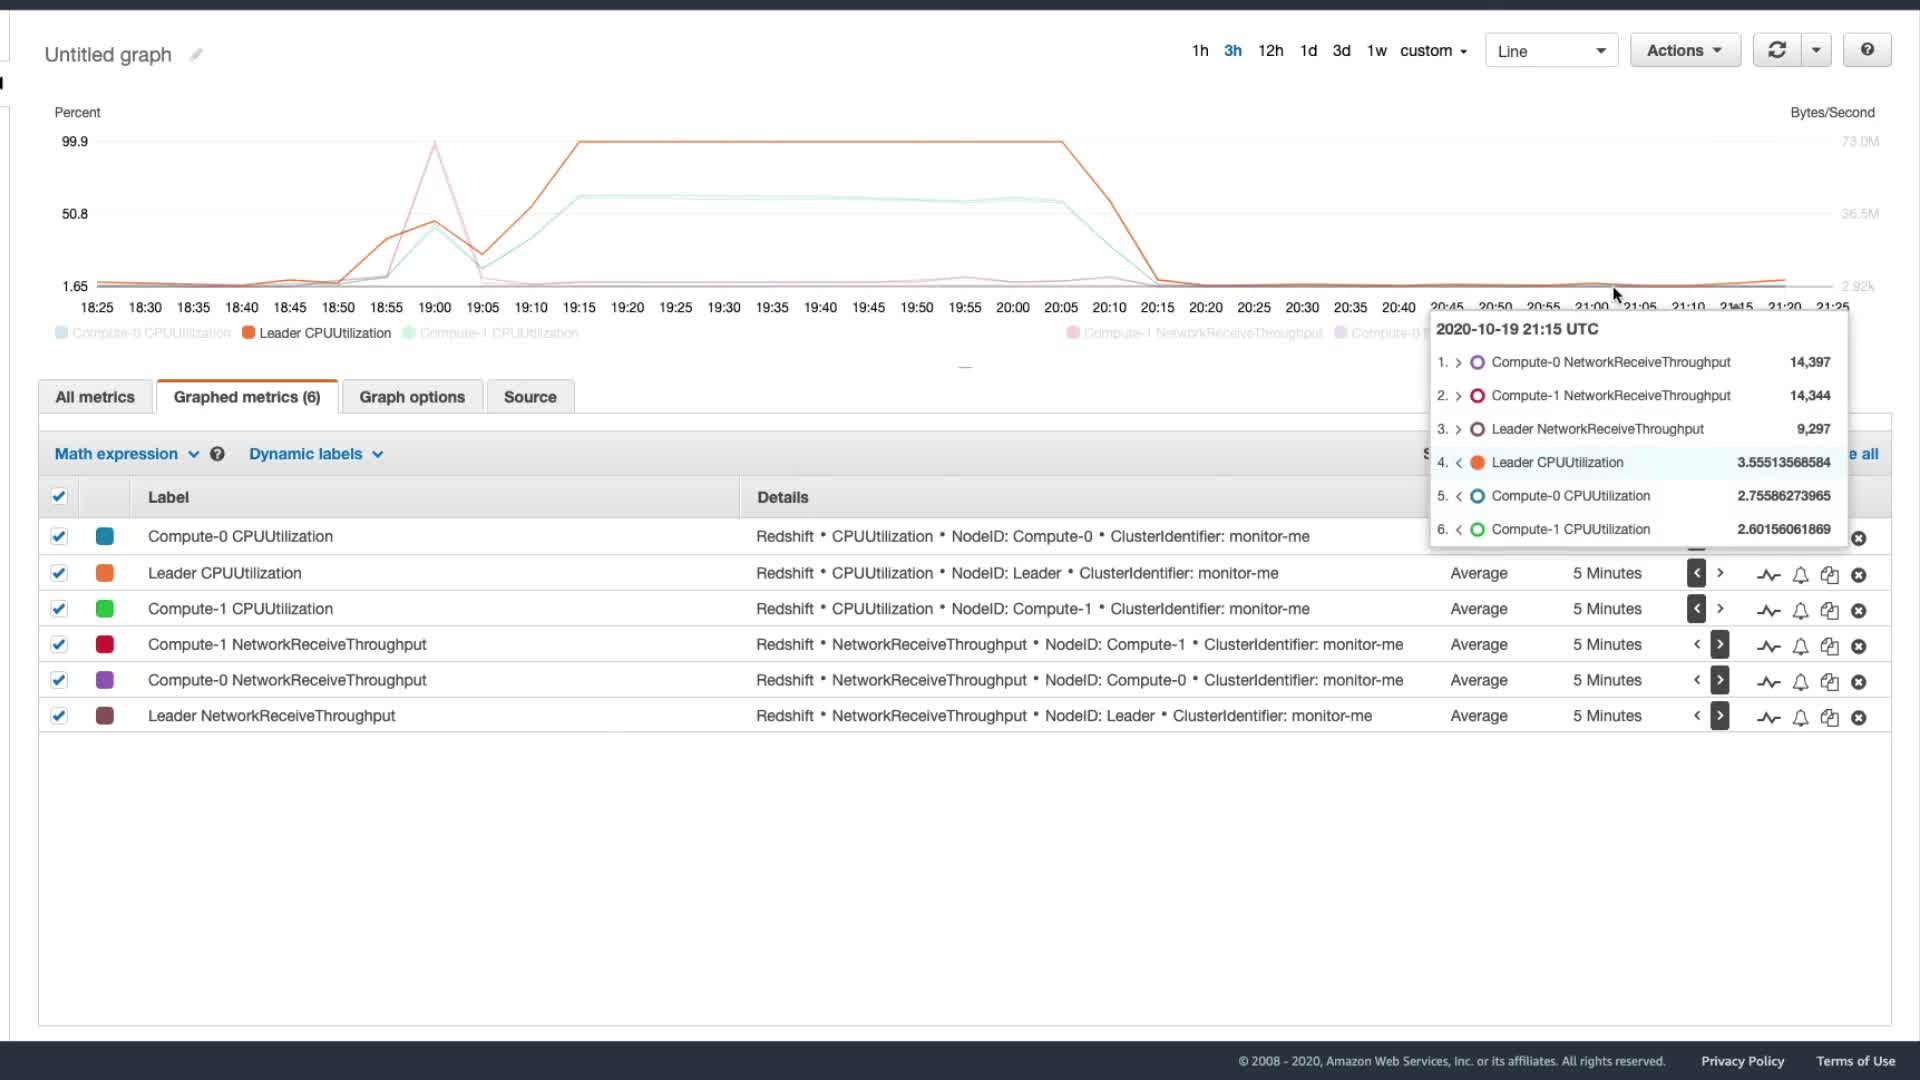 Untitled graph
1h 3h 12h 1d 3d 1w custom
Line
Actions
Percent
Bytes/Second
99.9
73.0M
50.8
36.5M
1.65
2.92k
18:25 18:30 18:35 18:40 18:45 18:50 18:55 19:00 19:05 19:10 19:15 19:20 19:25 19:30 19:35 19:40 19:45 19:50 19:55 20:00 20:05 20:10 20:15 20:20 20:25 20:30 20:35 20:40 20:45 20:50 20:55 21:00 21:05 21:10 21:15 21:20 21:25
Compute-0 CPUUtilization Leader CPUUtilization Compute-1 CPUUtilization
Compute-1 NetworkReceiveThroughput Compute-0
2020-10-19 21:15 UTC
1. > Compute-0 NetworkReceiveThroughput 14,397
2. > Compute-1 NetworkReceiveThroughput 14,344
3. > Leader NetworkReceiveThroughput 9,297
4. < Leader CPUUtilization 3.55513568584
5. < Compute-0 CPUUtilization 2.75586273965
6. < Compute-1 CPUUtilization 2.60156061869
All metrics
Graphed metrics (6)
Graph options
Source
Math expression
Dynamic labels
all
Label
Details
Compute-0 CPUUtilization Redshift • CPUUtilization • NodeID: Compute-0 • ClusterIdentifier: monitor-me
Leader CPUUtilization Redshift • CPUUtilization • NodeID: Leader • ClusterIdentifier: monitor-me Average 5 Minutes < >
Compute-1 CPUUtilization Redshift • CPUUtilization • NodeID: Compute-1 • ClusterIdentifier: monitor-me Average 5 Minutes < >
Compute-1 NetworkReceiveThroughput Redshift • NetworkReceiveThroughput • NodeID: Compute-1 • ClusterIdentifier: monitor-me Average 5 Minutes < >
Compute-0 NetworkReceiveThroughput Redshift • NetworkReceiveThroughput • NodeID: Compute-0 • ClusterIdentifier: monitor-me Average 5 Minutes < >
Leader NetworkReceiveThroughput Redshift • NetworkReceiveThroughput • NodeID: Leader • ClusterIdentifier: monitor-me Average 5 Minutes < >
© 2008 - 2020, Amazon Web Services, Inc. or its affiliates. All rights reserved. Privacy Policy Terms of Use